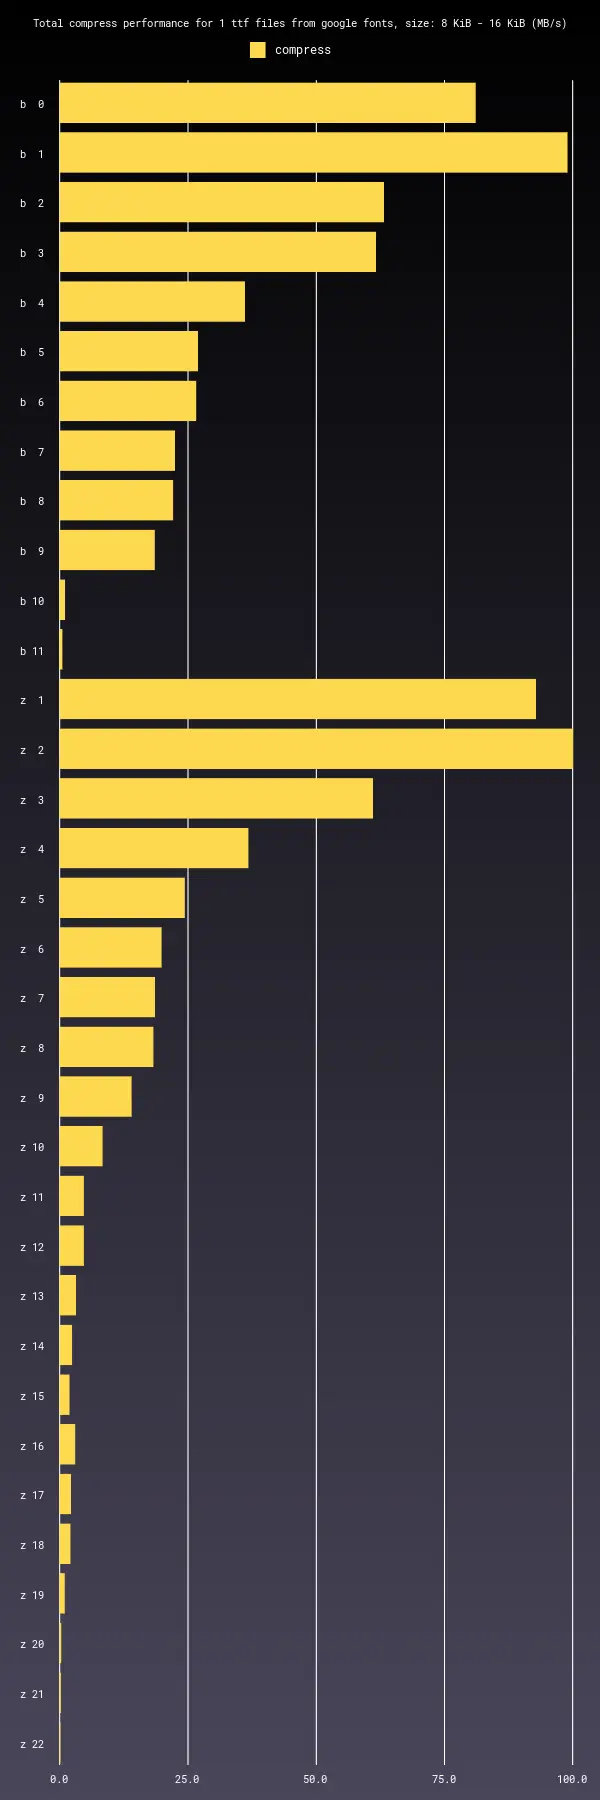 Total compress performance for 1 ttf files from google fonts, size: 8 KiB - 16 KiB (MB/s)
compress
b 0
b 1
b 2
b 3
b 4
b 5
b 6
b 7
b 8
b 9
b 10
b 11
z 1
z 2
z 3
z 4
z 5
z 6
z 7
z 8
z 9
z 10
z 11
z 12
z 13
z 14
z 15
z 16
z 17
z 18
z 19
z 20
z 21
z 22
0.0 25.0 50.0 75.0 100.0